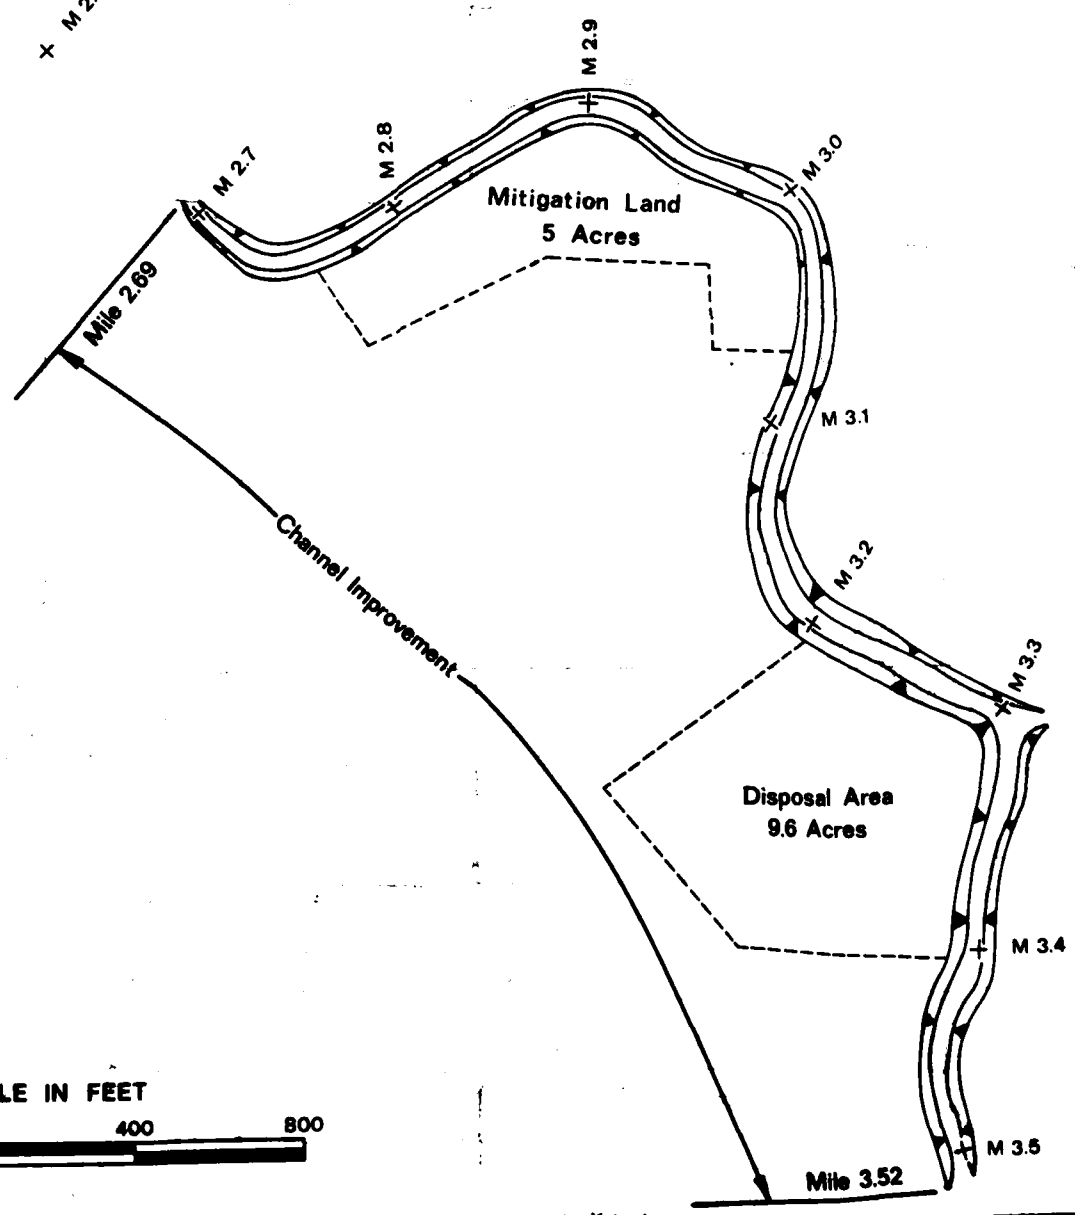 M 2.9
M 2.8
M 2.7
M 3.0
Mitigation Land
5 Acres
Mile 2.69
M 3.1
Channel Improvement
M 3.2
M 3.3
Disposal Area
9.6 Acres
M 3.4
LE IN FEET
400 800
M 3.5
Mile 3.52